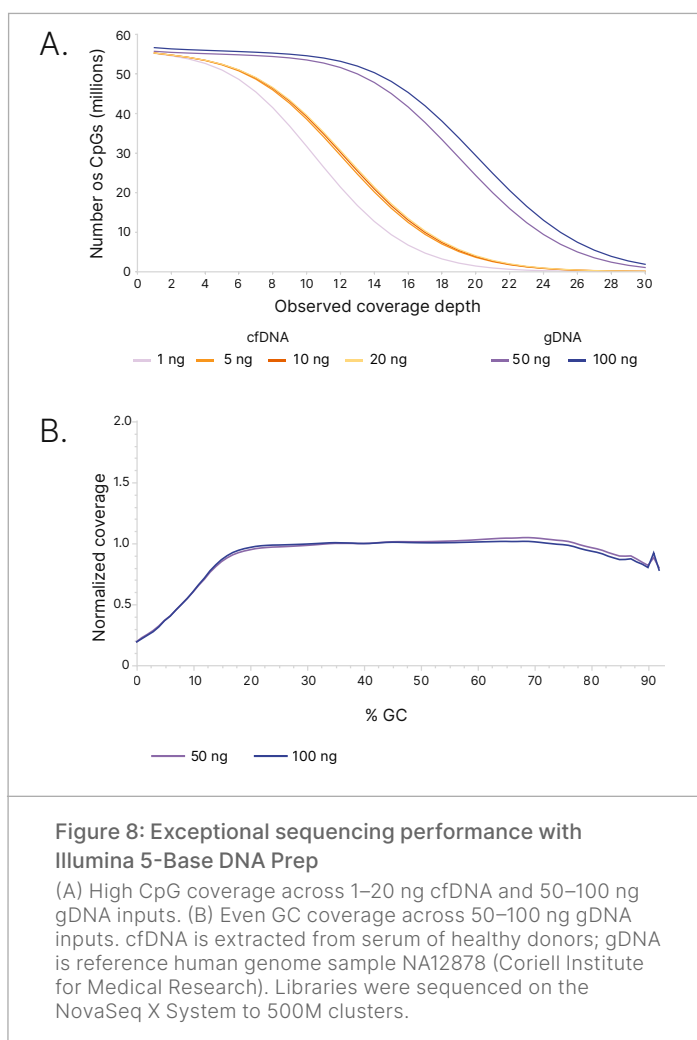 A.
Number os CpGs (millions)
60
50
40
30
20
10
0
0 2 4 6 8 10 12 14 16 18 20 22 24 26 28 30
Observed coverage depth
cfDNA gDNA
1 ng 5 ng 10 ng 20 ng 50 ng 100 ng
B.
Normalized coverage
2.0
1.5
1.0
0.5
0
0 10 20 30 40 50 60 70 80 90
% GC
50 ng 100 ng
Figure 8: Exceptional sequencing performance with
Illumina 5-Base DNA Prep
(A) High CpG coverage across 1–20 ng cfDNA and 50–100 ng
gDNA inputs. (B) Even GC coverage across 50–100 ng gDNA
inputs. cfDNA is extracted from serum of healthy donors; gDNA
is reference human genome sample NA12878 (Coriell Institute
for Medical Research). Libraries were sequenced on the
NovaSeq X System to 500M clusters.